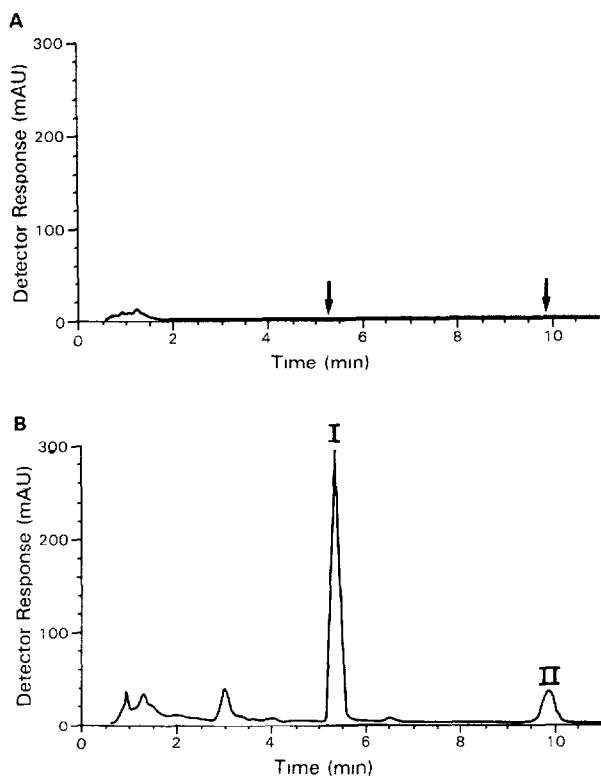 A
300
200
100
0
Detector Response (mAU)
0 2 4 6 8 10
Time (min)
B
I
300
200
100
0
II
Detector Response (mAU)
0 2 4 6 8 10
Time (min)